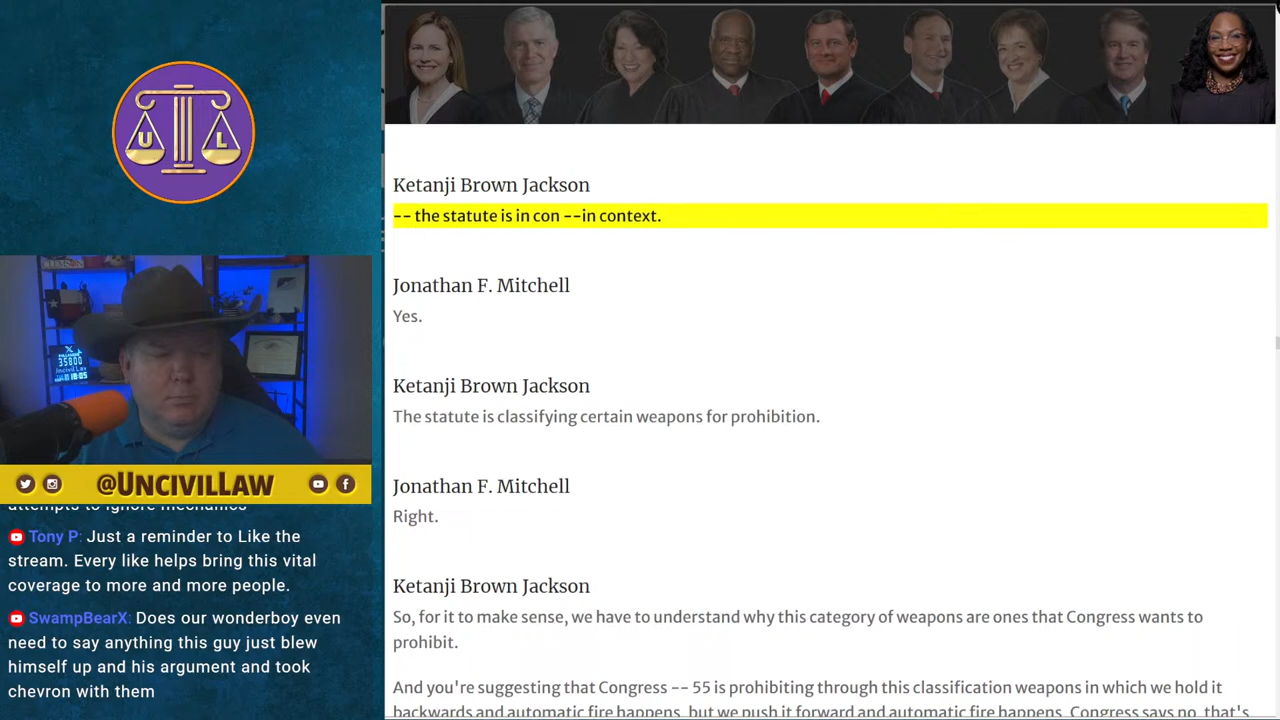 U L
35800
Uncivil Law
18:05
@UNCIVILLAW
attempts to ignore mechanics
Tony P: Just a reminder to Like the
stream. Every like helps bring this vital
coverage to more and more people.
SwampBearX: Does our wonderboy even
need to say anything this guy just blew
himself up and his argument and took
chevron with them
Ketanji Brown Jackson
-- the statute is in con --in context.
Jonathan F. Mitchell
Yes.
Ketanji Brown Jackson
The statute is classifying certain weapons for prohibition.
Jonathan F. Mitchell
Right.
Ketanji Brown Jackson
So, for it to make sense, we have to understand why this category of weapons are ones that Congress wants to
prohibit.
And you're suggesting that Congress -- 55 is prohibiting through this classification weapons in which we hold it
backwards and automatic fire happens, but we push it forward and automatic fire happens, Congress says no, that's